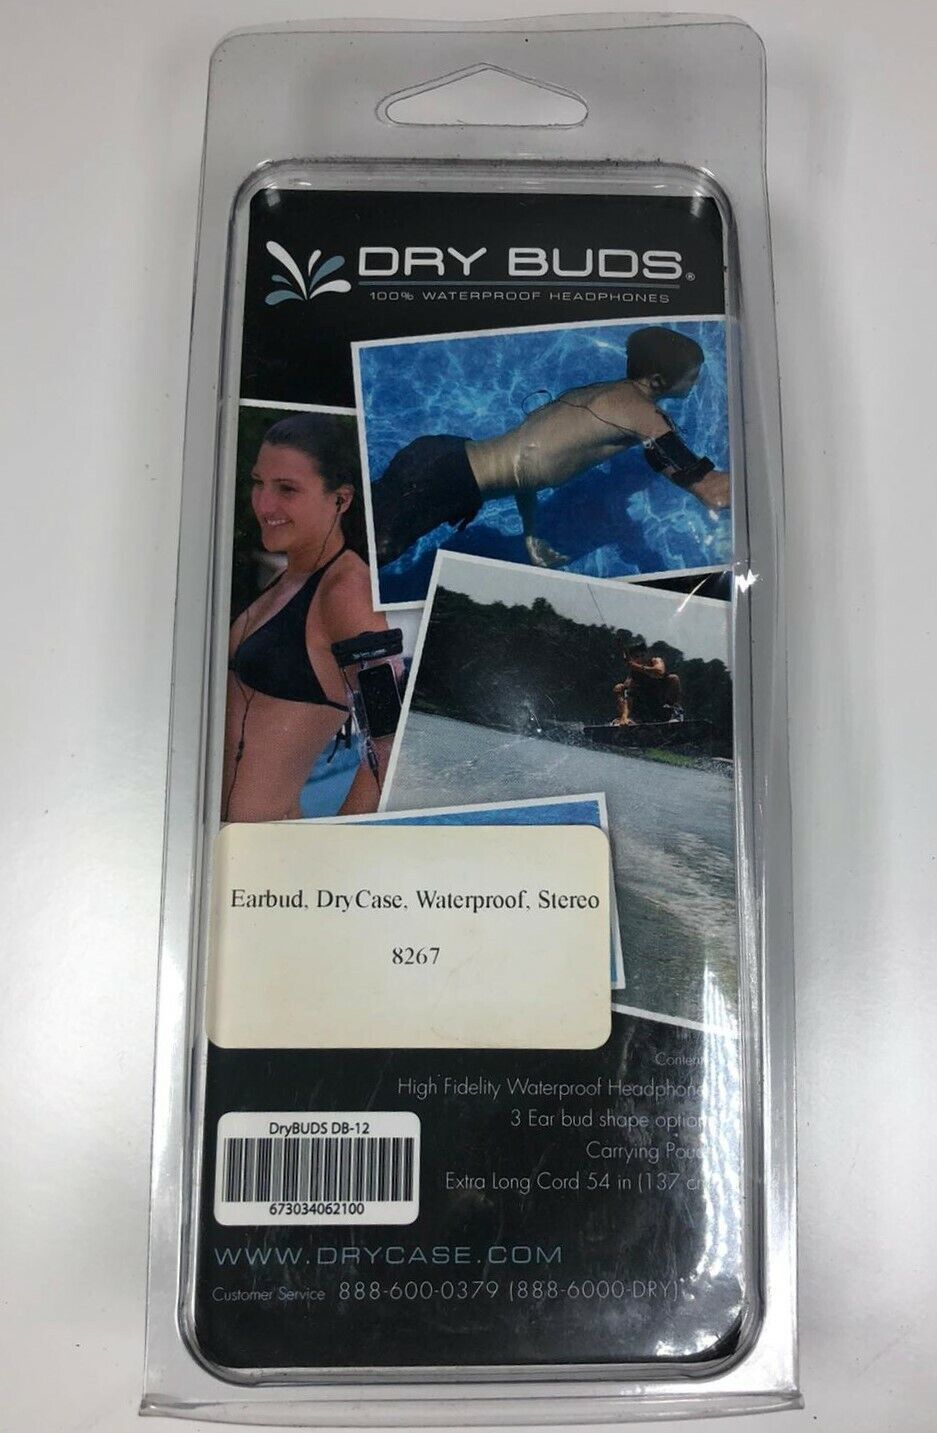 DRY BUDS®
100% WATERPROOF HEADPHONES
Earbud, DryCase, Waterproof, Stereo
8267
Content
High Fidelity Waterproof Headphone
3 Ear bud shape option
Carrying Pou
Extra Long Cord 54 in (137 c
DryBUDS DB-12
673034062100
WWW.DRYCASE.COM
Customer Service 888-600-0379 (888-6000-DRY)